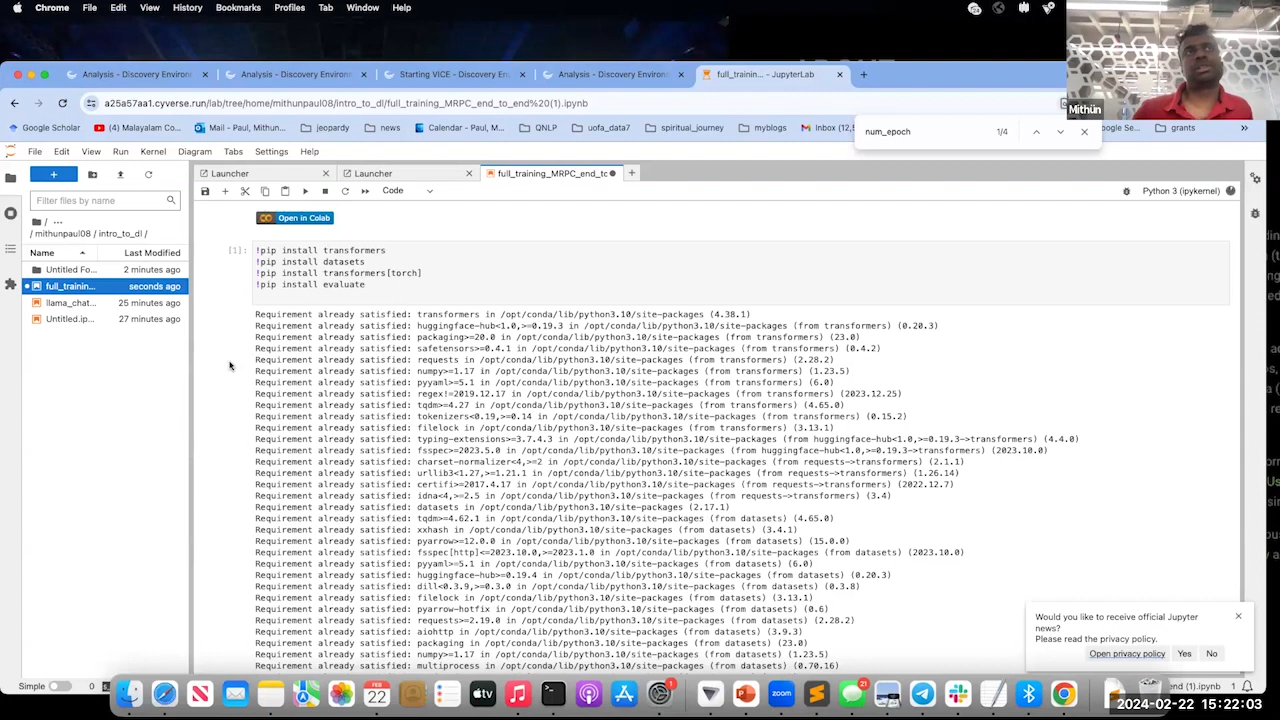 Chrome File Edit View History Bookmarks Profiles Tab Window Help
Analysis - Discovery Environ...
Analysis - Discovery Environ...
Starting VICE - Discovery En...
Analysis - Discovery Environ...
full_trainin... - JupyterLab
a25a57aa1.cyverse.run/lab/tree/home/mithunpaul08/intro_to_dl/full_training_MRPC_end_to_end%20(1).ipynb
Mithün
Google Scholar
(4) Malayalam Co...
Mail - Paul, Mithun...
jeopardy
news
Calendar - Paul, M...
QNLP
uofa_data7
spiritual_journey
myblogs
Inbox (2,5...
grants
num_epoch 1/4
File Edit View Run Kernel Diagram Git Tabs Settings Help
Launcher
Launcher
full_training_MRPC_end_to
Code
Python 3 (ipykernel)
Filter files by name
/ ...
/ mithunpaul08 / intro_to_dl /
Name Last Modified
Untitled Fo... 2 minutes ago
full_trainin... seconds ago
llama_chat... 25 minutes ago
Untitled.ip... 27 minutes ago
Open in Colab
[1]:
!pip install transformers
!pip install datasets
!pip install transformers[torch]
!pip install evaluate
Requirement already satisfied: transformers in /opt/conda/lib/python3.10/site-packages (4.38.1)
Requirement already satisfied: huggingface-hub<1.0,>=0.19.3 in /opt/conda/lib/python3.10/site-packages (from transformers) (0.20.3)
Requirement already satisfied: packaging>=20.0 in /opt/conda/lib/python3.10/site-packages (from transformers) (23.0)
Requirement already satisfied: safetensors>=0.4.1 in /opt/conda/lib/python3.10/site-packages (from transformers) (0.4.2)
Requirement already satisfied: requests in /opt/conda/lib/python3.10/site-packages (from transformers) (2.28.2)
Requirement already satisfied: numpy>=1.17 in /opt/conda/lib/python3.10/site-packages (from transformers) (1.23.5)
Requirement already satisfied: pyyaml>=5.1 in /opt/conda/lib/python3.10/site-packages (from transformers) (6.0)
Requirement already satisfied: regex!=2019.12.17 in /opt/conda/lib/python3.10/site-packages (from transformers) (2023.12.25)
Requirement already satisfied: tqdm>=4.27 in /opt/conda/lib/python3.10/site-packages (from transformers) (4.65.0)
Requirement already satisfied: tokenizers<0.19,>=0.14 in /opt/conda/lib/python3.10/site-packages (from transformers) (0.15.2)
Requirement already satisfied: filelock in /opt/conda/lib/python3.10/site-packages (from transformers) (3.13.1)
Requirement already satisfied: typing-extensions>=3.7.4.3 in /opt/conda/lib/python3.10/site-packages (from huggingface-hub<1.0,>=0.19.3->transformers) (4.4.0)
Requirement already satisfied: fsspec>=2023.5.0 in /opt/conda/lib/python3.10/site-packages (from huggingface-hub<1.0,>=0.19.3->transformers) (2023.10.0)
Requirement already satisfied: charset-normalizer<4,>=2 in /opt/conda/lib/python3.10/site-packages (from requests->transformers) (2.1.1)
Requirement already satisfied: urllib3<1.27,>=1.21.1 in /opt/conda/lib/python3.10/site-packages (from requests->transformers) (1.26.14)
Requirement already satisfied: certifi>=2017.4.17 in /opt/conda/lib/python3.10/site-packages (from requests->transformers) (2022.12.7)
Requirement already satisfied: idna<4,>=2.5 in /opt/conda/lib/python3.10/site-packages (from requests->transformers) (3.4)
Requirement already satisfied: datasets in /opt/conda/lib/python3.10/site-packages (2.17.1)
Requirement already satisfied: tqdm>=4.62.1 in /opt/conda/lib/python3.10/site-packages (from datasets) (4.65.0)
Requirement already satisfied: xxhash in /opt/conda/lib/python3.10/site-packages (from datasets) (3.4.1)
Requirement already satisfied: pyarrow>=12.0.0 in /opt/conda/lib/python3.10/site-packages (from datasets) (15.0.0)
Requirement already satisfied: fsspec[http]<=2023.10.0,>=2023.1.0 in /opt/conda/lib/python3.10/site-packages (from datasets) (2023.10.0)
Requirement already satisfied: pyyaml>=5.1 in /opt/conda/lib/python3.10/site-packages (from datasets) (6.0)
Requirement already satisfied: huggingface-hub>=0.19.4 in /opt/conda/lib/python3.10/site-packages (from datasets) (0.20.3)
Requirement already satisfied: dill<0.3.9,>=0.3.0 in /opt/conda/lib/python3.10/site-packages (from datasets) (0.3.8)
Requirement already satisfied: filelock in /opt/conda/lib/python3.10/site-packages (from datasets) (3.13.1)
Requirement already satisfied: pyarrow-hotfix in /opt/conda/lib/python3.10/site-packages (from datasets) (0.6)
Requirement already satisfied: requests>=2.19.0 in /opt/conda/lib/python3.10/site-packages (from datasets) (2.28.2)
Requirement already satisfied: aiohttp in /opt/conda/lib/python3.10/site-packages (from datasets) (3.9.3)
Requirement already satisfied: packaging in /opt/conda/lib/python3.10/site-packages (from datasets) (23.0)
Requirement already satisfied: numpy>=1.17 in /opt/conda/lib/python3.10/site-packages (from datasets) (1.23.5)
Requirement already satisfied: multiprocess in /opt/conda/lib/python3.10/site-packages (from datasets) (0.70.16)
Would you like to receive official Jupyter
news?
Please read the privacy policy.
Open privacy policy Yes No
Simple 0
end (1).ipynb 1
FEB
22
zoom
21
1
2024-02-22 15:22:03